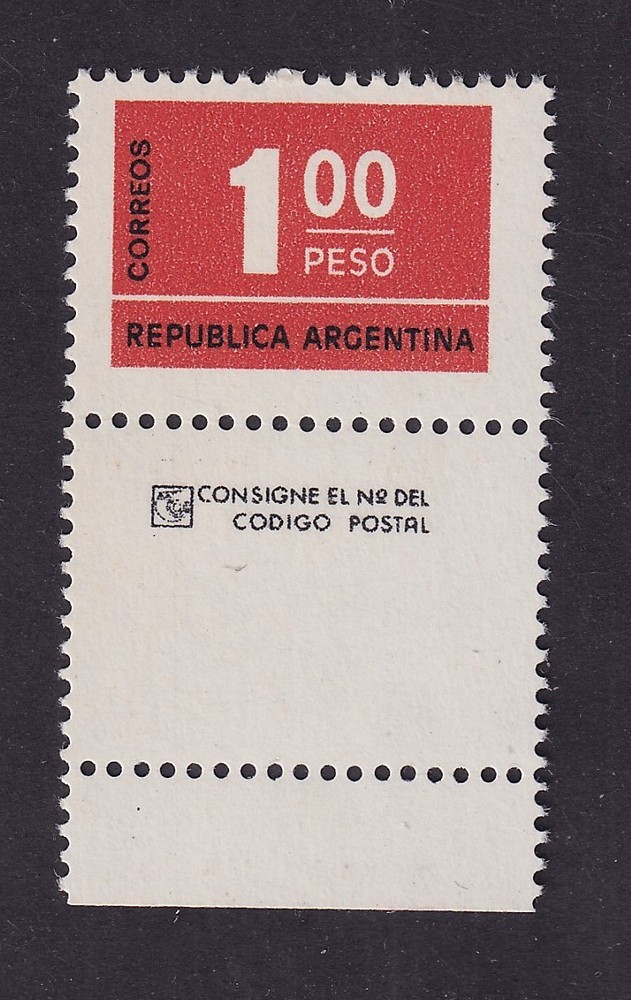 CORREOS
1 00
PESO
REPUBLICA ARGENTINA
CONSIGNE EL Nº DEL
CODIGO POSTAL